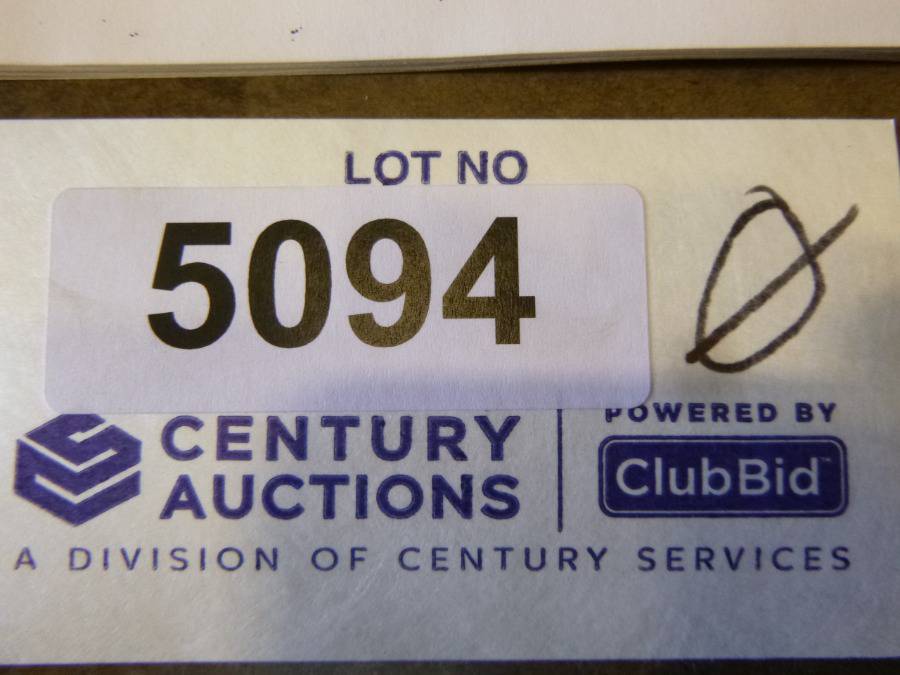 LOT NO
5094
Ø
CENTURY
AUCTIONS
POWERED BY
ClubBid™
A DIVISION OF CENTURY SERVICES